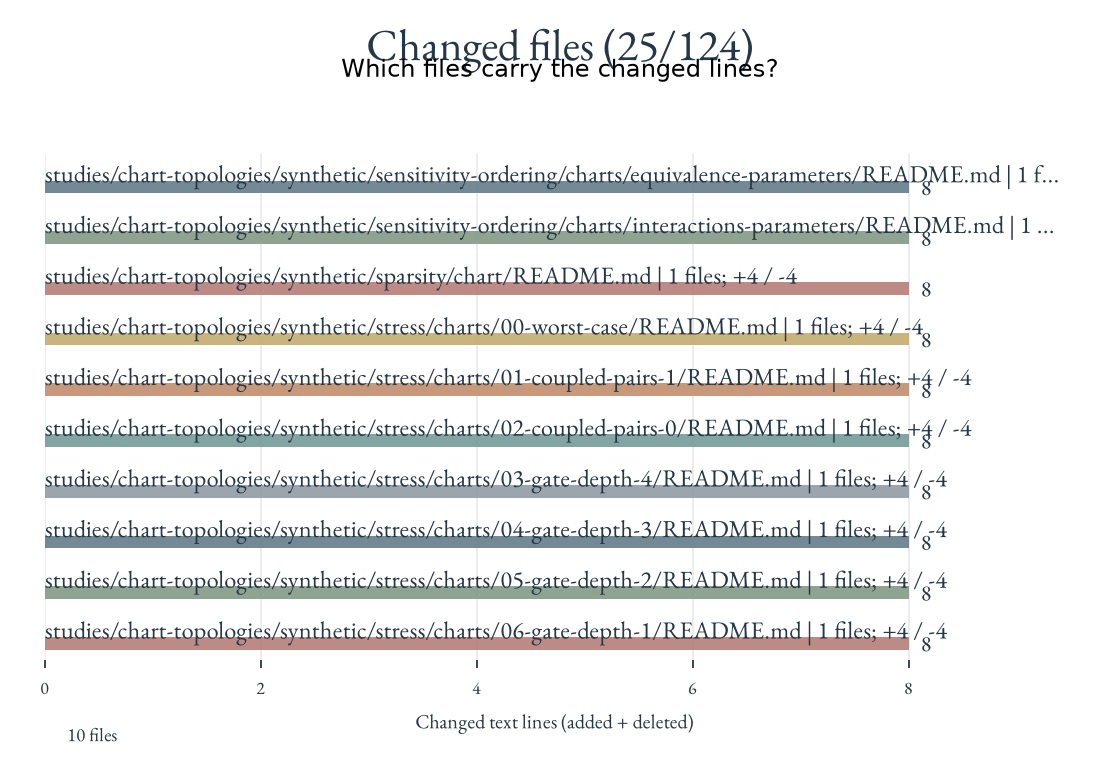 Changed files (25/124)
Which files carry the changed lines?
studies/chart-topologies/synthetic/sensitivity-ordering/charts/equivalence-parameters/README.md | 1 f...
8
studies/chart-topologies/synthetic/sensitivity-ordering/charts/interactions-parameters/README.md | 1 ...
8
studies/chart-topologies/synthetic/sparsity/chart/README.md | 1 files; +4 / -4
8
studies/chart-topologies/synthetic/stress/charts/00-worst-case/README.md | 1 files; +4 / -4
8
studies/chart-topologies/synthetic/stress/charts/01-coupled-pairs-1/README.md | 1 files; +4 / -4
8
studies/chart-topologies/synthetic/stress/charts/02-coupled-pairs-0/README.md | 1 files; +4 / -4
8
studies/chart-topologies/synthetic/stress/charts/03-gate-depth-4/README.md | 1 files; +4 / -4
8
studies/chart-topologies/synthetic/stress/charts/04-gate-depth-3/README.md | 1 files; +4 / -4
8
studies/chart-topologies/synthetic/stress/charts/05-gate-depth-2/README.md | 1 files; +4 / -4
8
studies/chart-topologies/synthetic/stress/charts/06-gate-depth-1/README.md | 1 files; +4 / -4
8
0 2 4 6 8
Changed text lines (added + deleted)
10 files